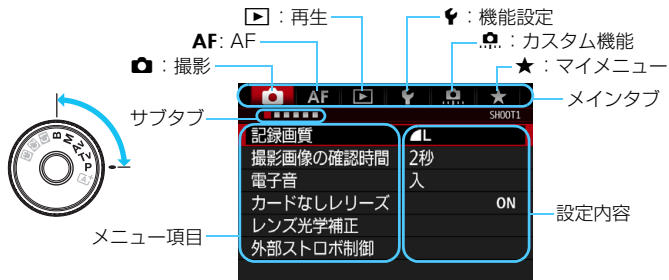 ：再生
：機能設定
AF: AF
：カスタム機能
：撮影
★：マイメニュー
AF
★
メインタブ
サブタブ
SHOOT1
記録画質
L
撮影画像の確認時間
2秒
電子音
入
カードなしレリーズ
ON
レンズ光学補正
外部ストロボ制御
メニュー項目
設定内容
B
M
Av
Tv
P
A+